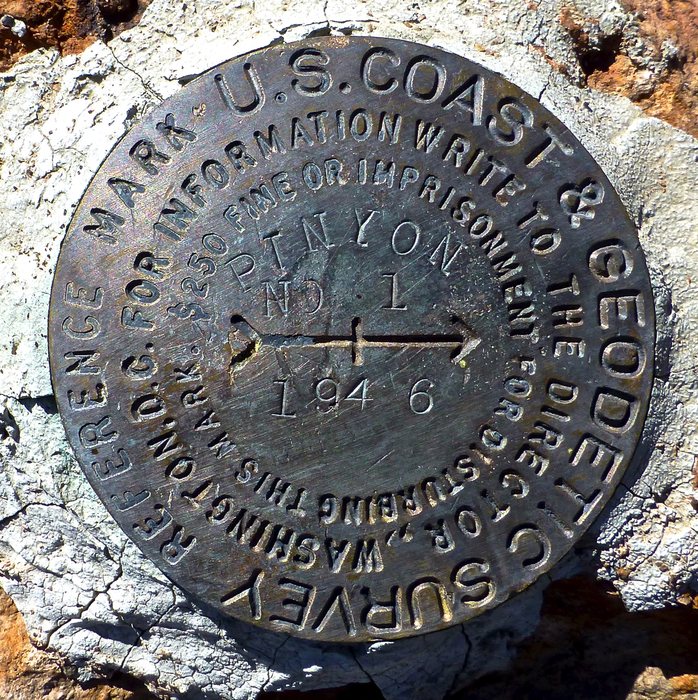 U.S. COAST & GEODETIC SURVEY
REFERENCE MARK
FOR INFORMATION WRITE TO THE DIRECTOR, WASHINGTON, D.C.
$250 FINE OR IMPRISONMENT FOR DISTURBING THIS MARK.
PINYON
NO 1
1946